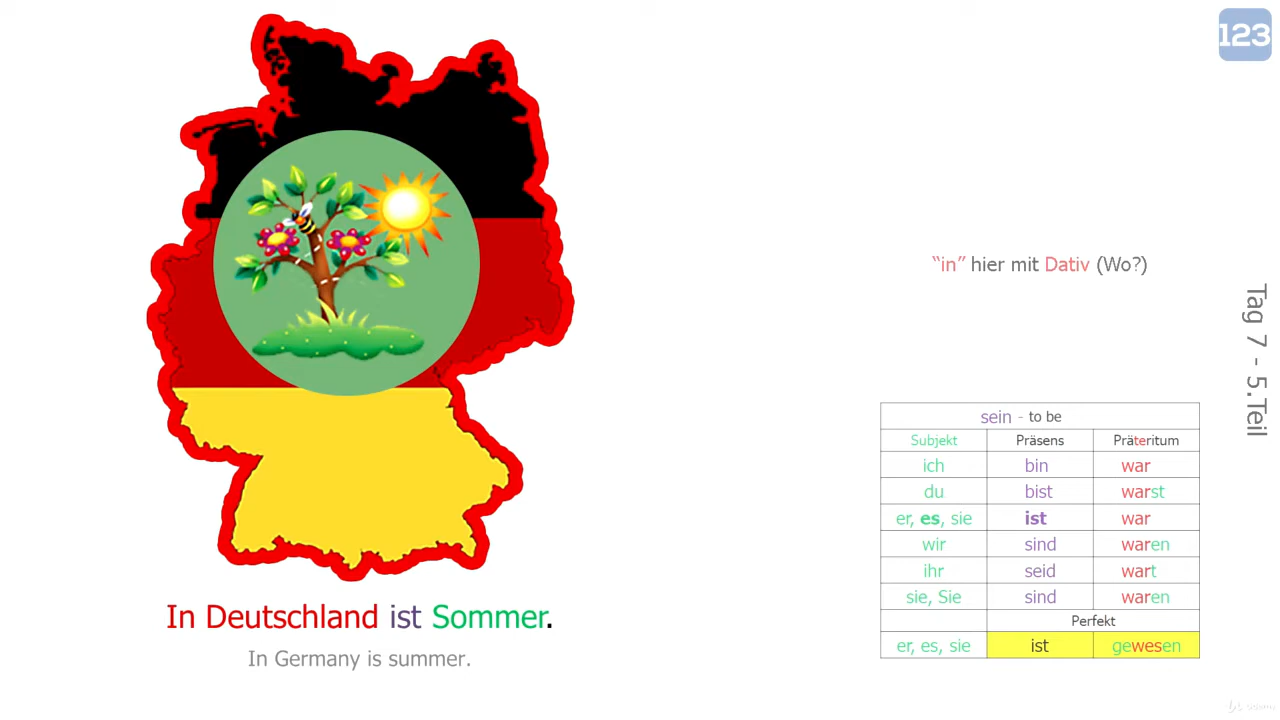 123
"in" hier mit Dativ (Wo?)
Tag 7 - 5.Teil
sein - to be
Subjekt Präsens Präteritum
ich bin war
du bist warst
er, es, sie ist war
wir sind waren
ihr seid wart
sie, Sie sind waren
Perfekt
er, es, sie ist gewesen
In Deutschland ist Sommer.
In Germany is summer.